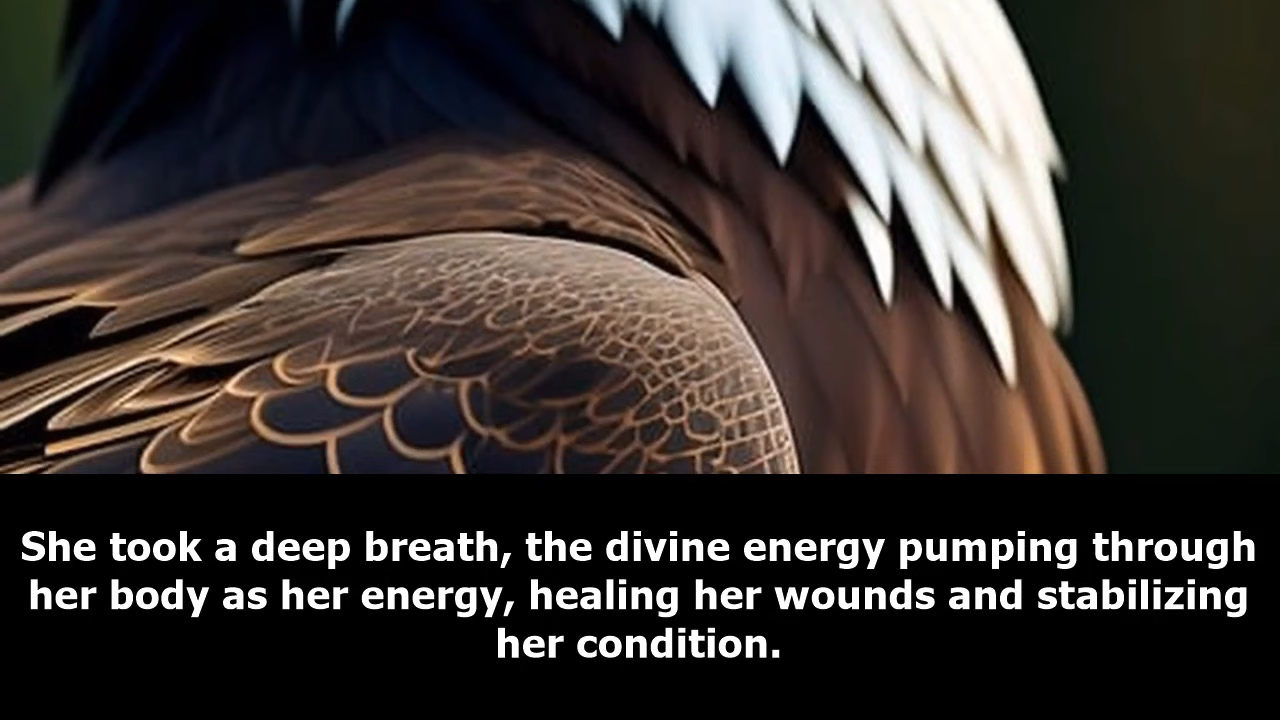 She took a deep breath, the divine energy pumping through
her body as her energy, healing her wounds and stabilizing
her condition.